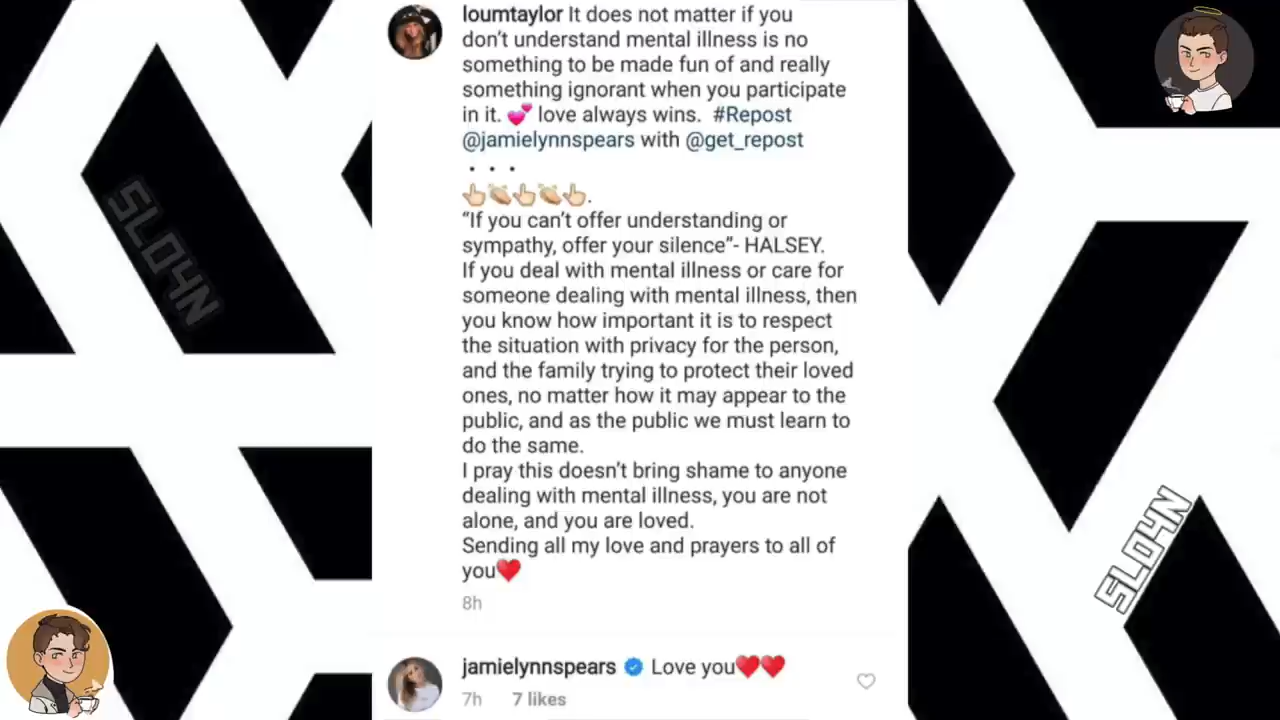 loumtaylor It does not matter if you
don’t understand mental illness is no
something to be made fun of and really
something ignorant when you participate
in it. 💕 love always wins. #Repost
@jamielynnspears with @get_repost
・・・
👆🏼👏🏼👆🏼👏🏼👆🏼.
“If you can’t offer understanding or
sympathy, offer your silence”- HALSEY.
If you deal with mental illness or care for
someone dealing with mental illness, then
you know how important it is to respect
the situation with privacy for the person,
and the family trying to protect their loved
ones, no matter how it may appear to the
public, and as the public we must learn to
do the same.
I pray this doesn’t bring shame to anyone
dealing with mental illness, you are not
alone, and you are loved.
Sending all my love and prayers to all of
you❤️
8h
jamielynnspears Love you❤️❤️
7h 7 likes
SLO4N
SLO4N